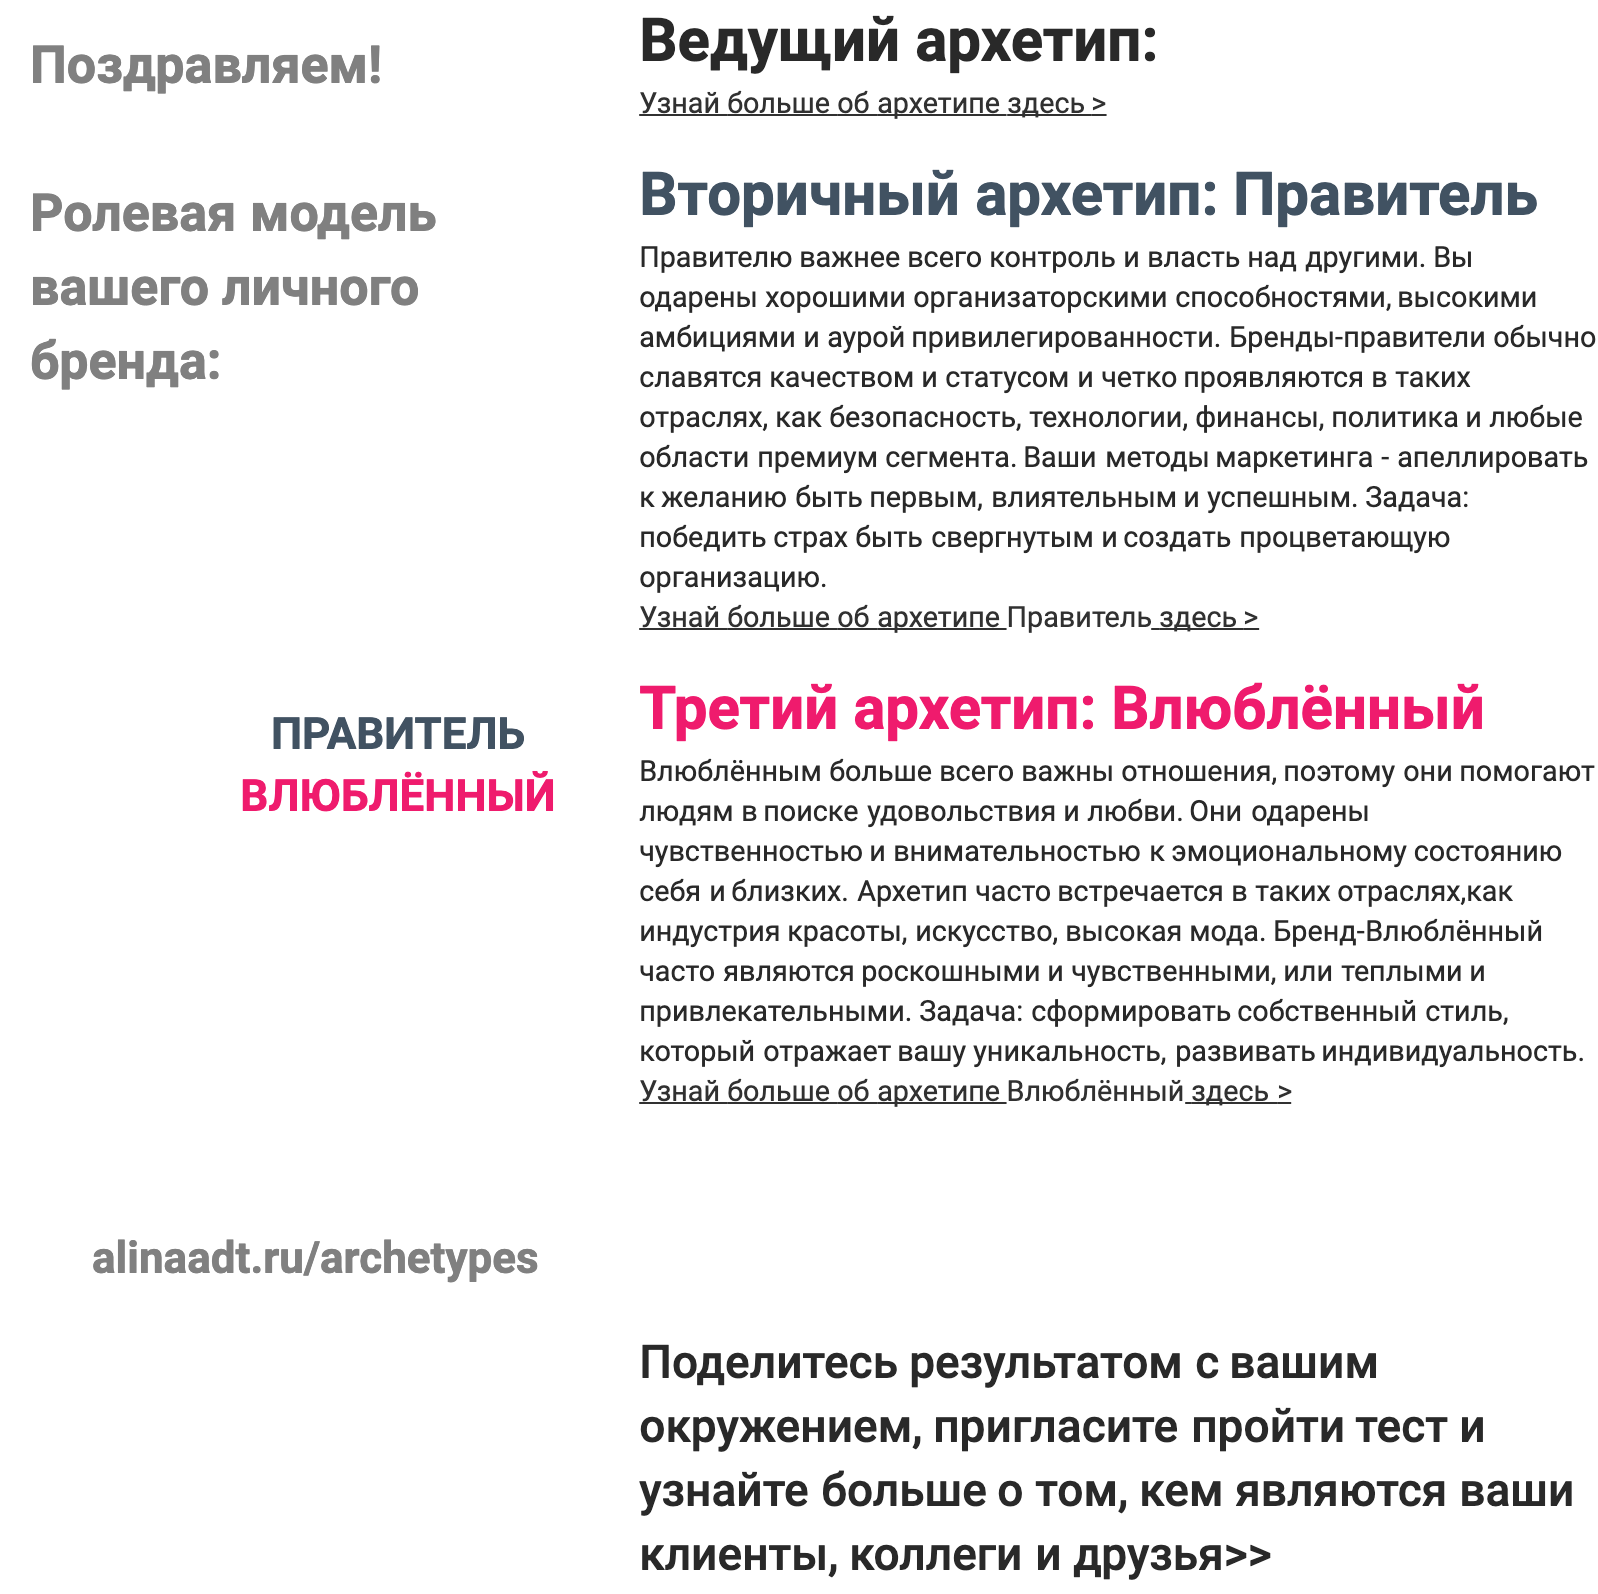 Поздравляем!
Ролевая модель
вашего личного
бренда:
ПРАВИТЕЛЬ
ВЛЮБЛЁННЫЙ
alinaadt.ru/archetypes
Ведущий архетип:
Узнай больше об архетипе здесь >
Вторичный архетип: Правитель
Правителю важнее всего контроль и власть над другими. Вы
одарены хорошими организаторскими способностями, высокими
амбициями и аурой привилегированности. Бренды-правители обычно
славятся качеством и статусом и четко проявляются в таких
отраслях, как безопасность, технологии, финансы, политика и любые
области премиум сегмента. Ваши методы маркетинга - апеллировать
к желанию быть первым, влиятельным и успешным. Задача:
победить страх быть свергнутым и создать процветающую
организацию.
Узнай больше об архетипе Правитель здесь >
Третий архетип: Влюблённый
Влюблённым больше всего важны отношения, поэтому они помогают
людям в поиске удовольствия и любви. Они одарены
чувственностью и внимательностью к эмоциональному состоянию
себя и близких. Архетип часто встречается в таких отраслях,как
индустрия красоты, искусство, высокая мода. Бренд-Влюблённый
часто являются роскошными и чувственными, или теплыми и
привлекательными. Задача: сформировать собственный стиль,
который отражает вашу уникальность, развивать индивидуальность.
Узнай больше об архетипе Влюблённый здесь >
Поделитесь результатом с вашим
окружением, пригласите пройти тест и
узнайте больше о том, кем являются ваши
клиенты, коллеги и друзья>>